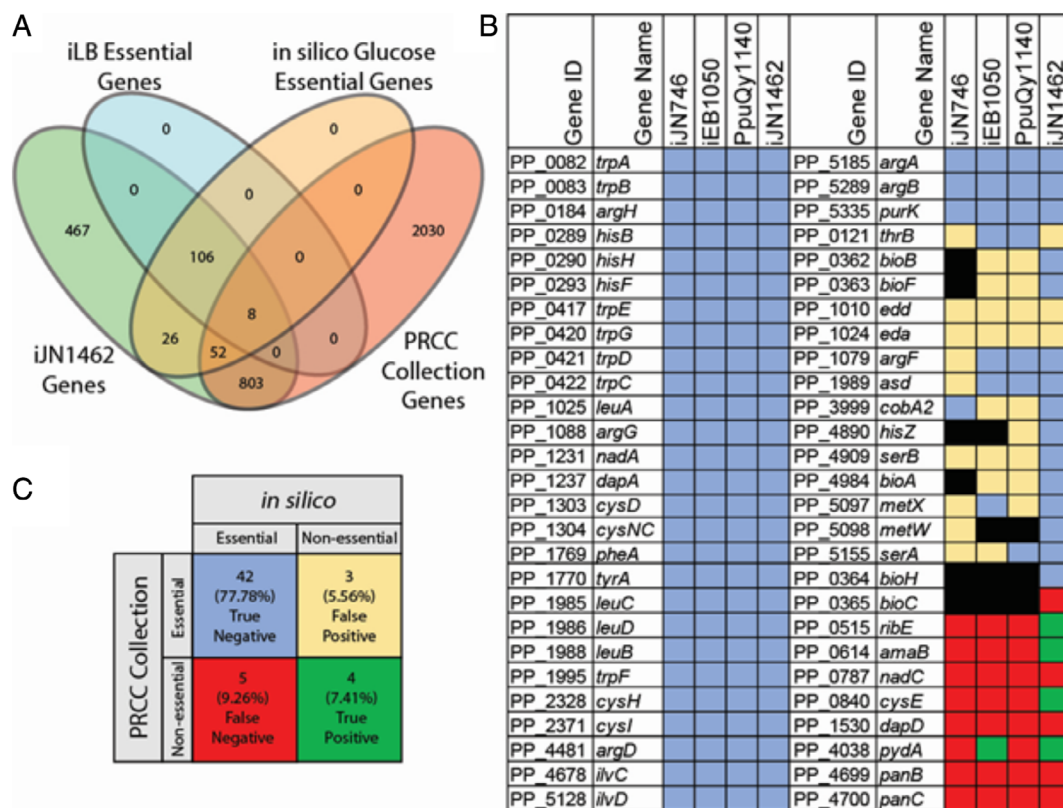 A
iLB Essential
Genes
in silico Glucose
Essential Genes
0
0
0
0
467
2030
106
0
8
26
52
0
0
803
iJN1462
Genes
PRCC
Collection
Genes
B
Gene ID Gene Name iJN746 iEB1050 PpuQy1140 iJN1462 Gene ID Gene Name iJN746 iEB1050 PpuQy1140 iJN1462
PP_0082 trpA PP_5185 argA
PP_0083 trpB PP_5289 argB
PP_0184 argH PP_5335 purK
PP_0289 hisB PP_0121 thrB
PP_0290 hisH PP_0362 bioB
PP_0293 hisF PP_0363 bioF
PP_0417 trpE PP_1010 edd
PP_0420 trpG PP_1024 eda
PP_0421 trpD PP_1079 argF
PP_0422 trpC PP_1989 asd
PP_1025 leuA PP_3999 cobA2
PP_1088 argG PP_4890 hisZ
PP_1231 nadA PP_4909 serB
PP_1237 dapA PP_4984 bioA
PP_1303 cysD PP_5097 metX
PP_1304 cysNC PP_5098 metW
PP_1769 pheA PP_5155 serA
PP_1770 tyrA PP_0364 bioH
PP_1985 leuC PP_0365 bioC
PP_1986 leuD PP_0515 ribE
PP_1988 leuB PP_0614 amaB
PP_1995 trpF PP_0787 nadC
PP_2328 cysH PP_0840 cysE
PP_2371 cysI PP_1530 dapD
PP_4481 argD PP_4038 pydA
PP_4678 ilvC PP_4699 panB
PP_5128 ilvD PP_4700 panC
C
in silico
Essential Non-essential
PRCC Collection
Essential
42
(77.78%)
True
Negative
3
(5.56%)
False
Positive
Non-essential
5
(9.26%)
False
Negative
4
(7.41%)
True
Positive